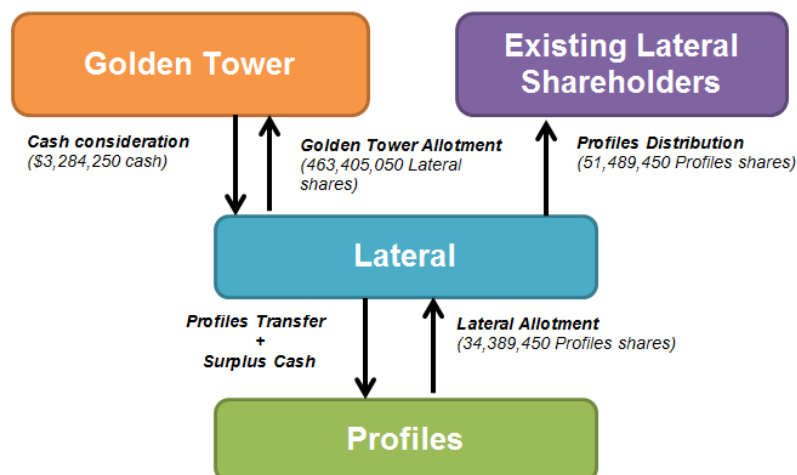 Golden Tower
Existing Lateral
Shareholders
Cash consideration
($3,284,250 cash)
Golden Tower Allotment
(463,405,050 Lateral
shares)
Profiles Distribution
(51,489,450 Profiles shares)
Lateral
Profiles Transfer
+
Surplus Cash
Lateral Allotment
(34,389,450 Profiles shares)
Profiles